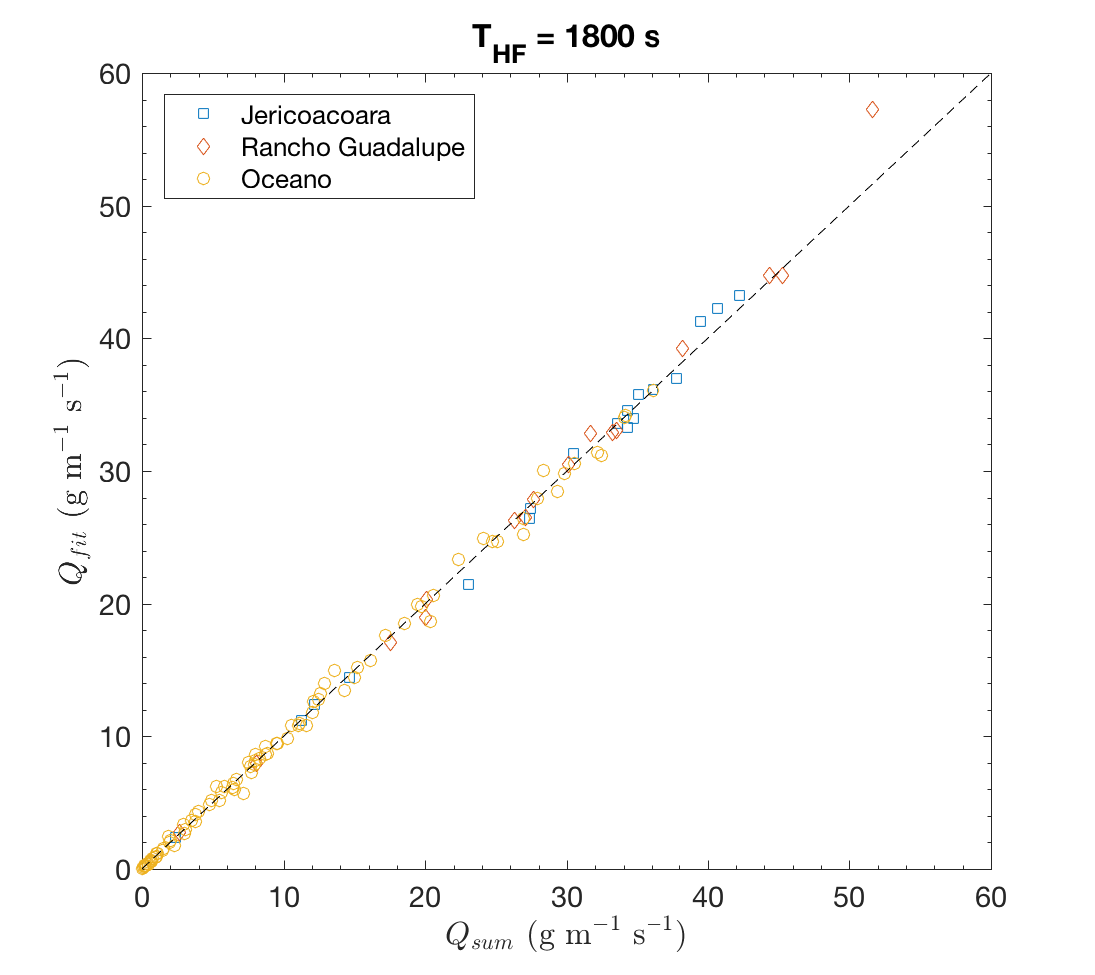 T_HF = 1800 s
Jericoacoara
Rancho Guadalupe
Oceano
60
50
40
30
20
10
0
Q_fit (g m⁻¹ s⁻¹)
0 10 20 30 40 50 60
Q_sum (g m⁻¹ s⁻¹)